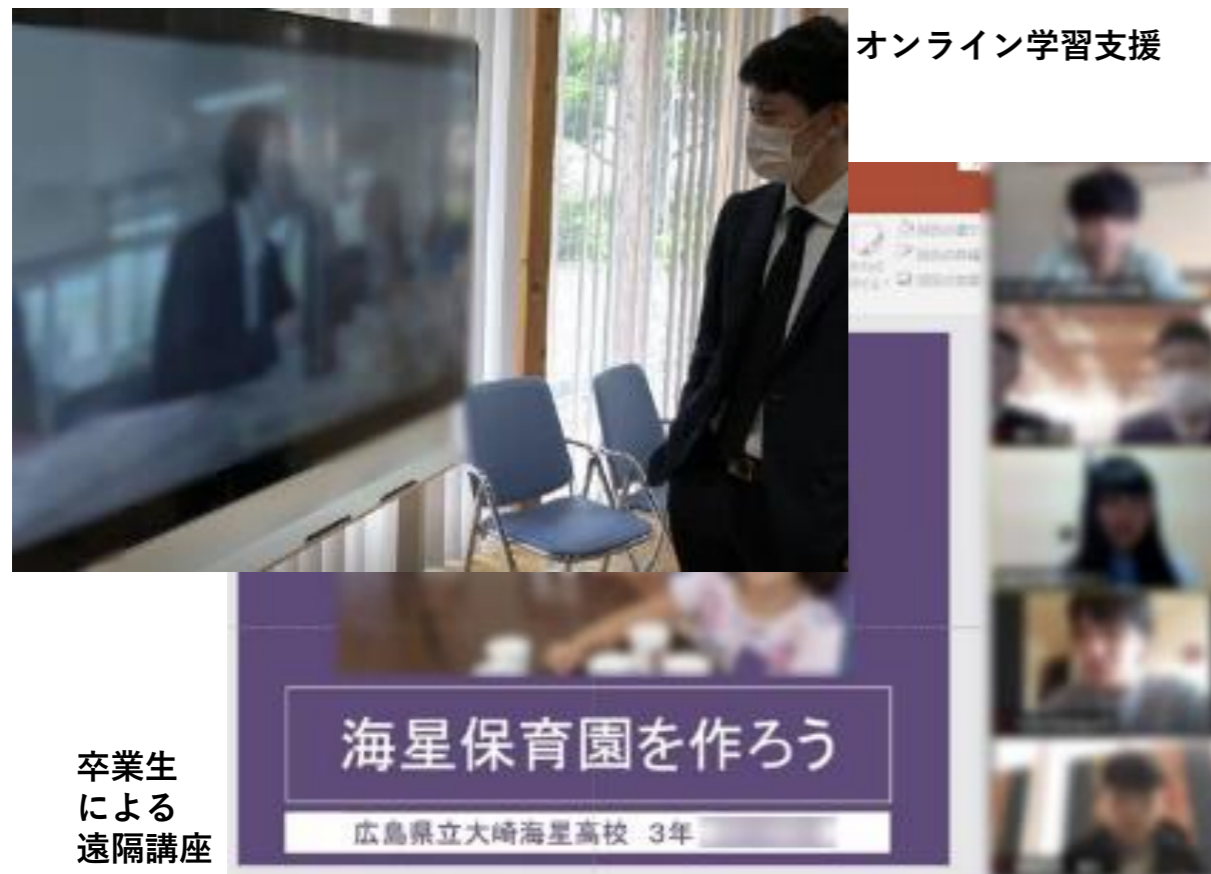 オンライン学習支援
海星保育園を作ろう
広島県立大崎海星高校 3年
卒業生
による
遠隔講座